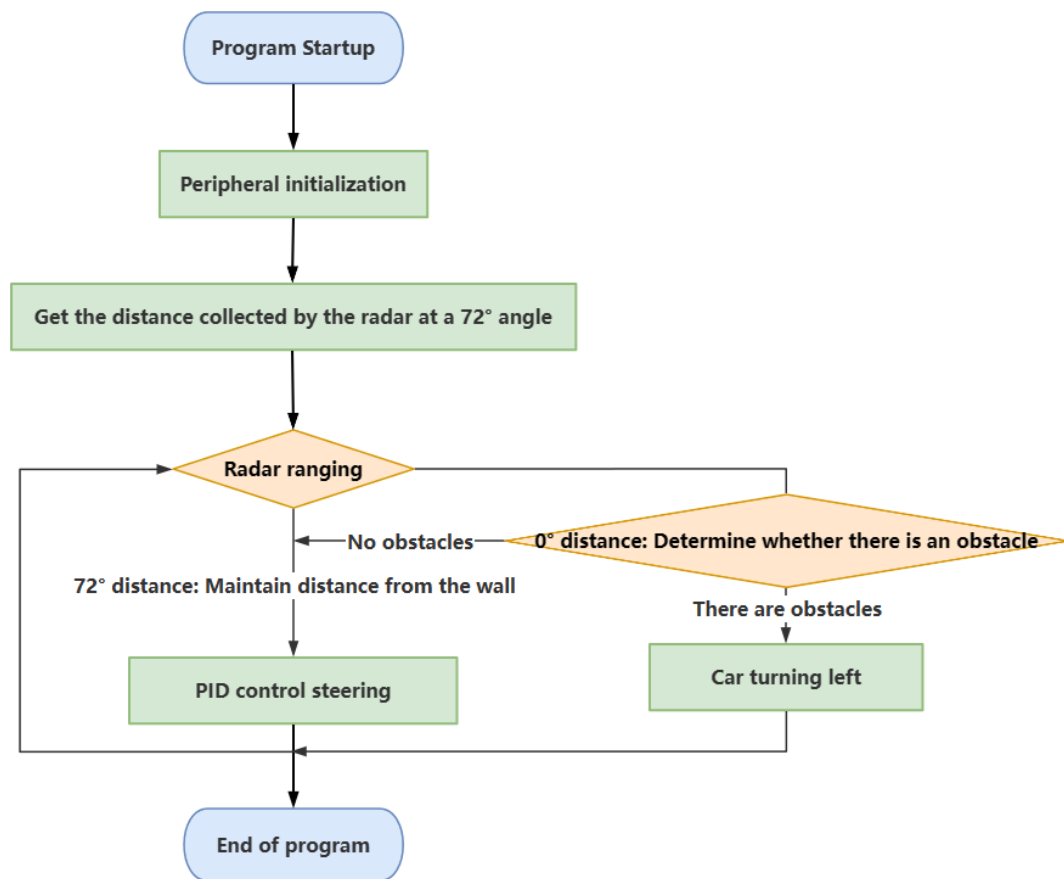 Program Startup
Peripheral initialization
Get the distance collected by the radar at a 72° angle
Radar ranging
No obstacles
0° distance: Determine whether there is an obstacle
72° distance: Maintain distance from the wall
There are obstacles
PID control steering
Car turning left
End of program